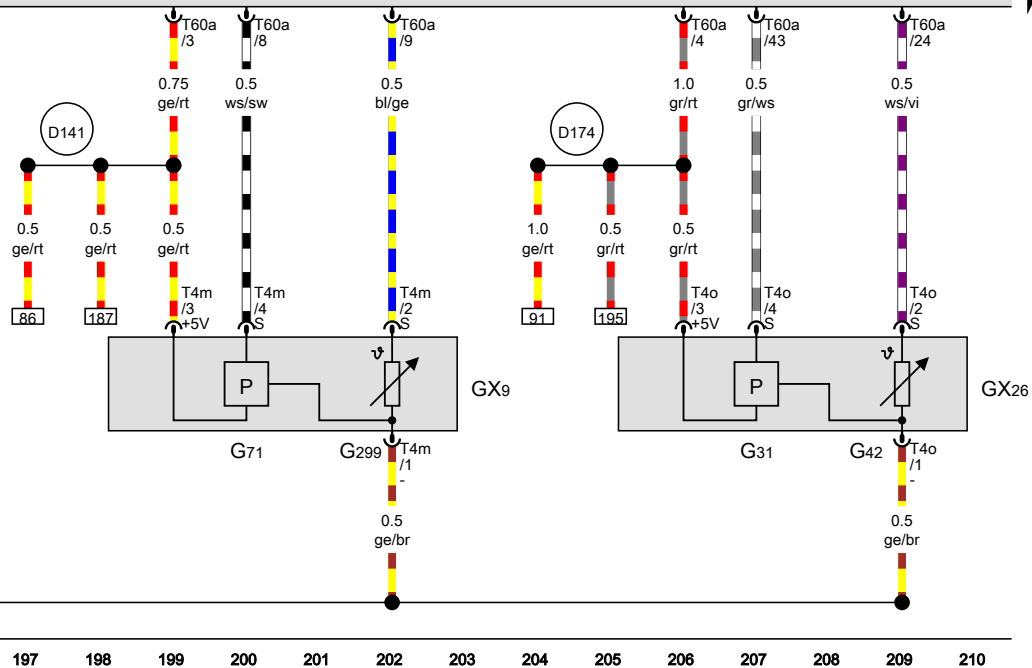 T60a T60a T60a T60a T60a T60a
/3 /8 /9 /4 /43 /24
0.75 0.5 0.5 1.0 0.5 0.5
ge/rt ws/sw bl/ge gr/rt gr/ws ws/vi
D141 D174
0.5 0.5 0.5 1.0 0.5 0.5
ge/rt ge/rt ge/rt ge/rt gr/rt gr/rt
T4m T4m T4m T4o T4o T4o
/3 /4 /2 /3 /4 /2
86 187 +5V S S 91 195 +5V S S
ϑ ϑ
P GX9 P GX26
G71 G299 T4m G31 G42 T4o
/1 /1
- -
0.5 0.5
ge/br ge/br
197 198 199 200 201 202 203 204 205 206 207 208 209 210